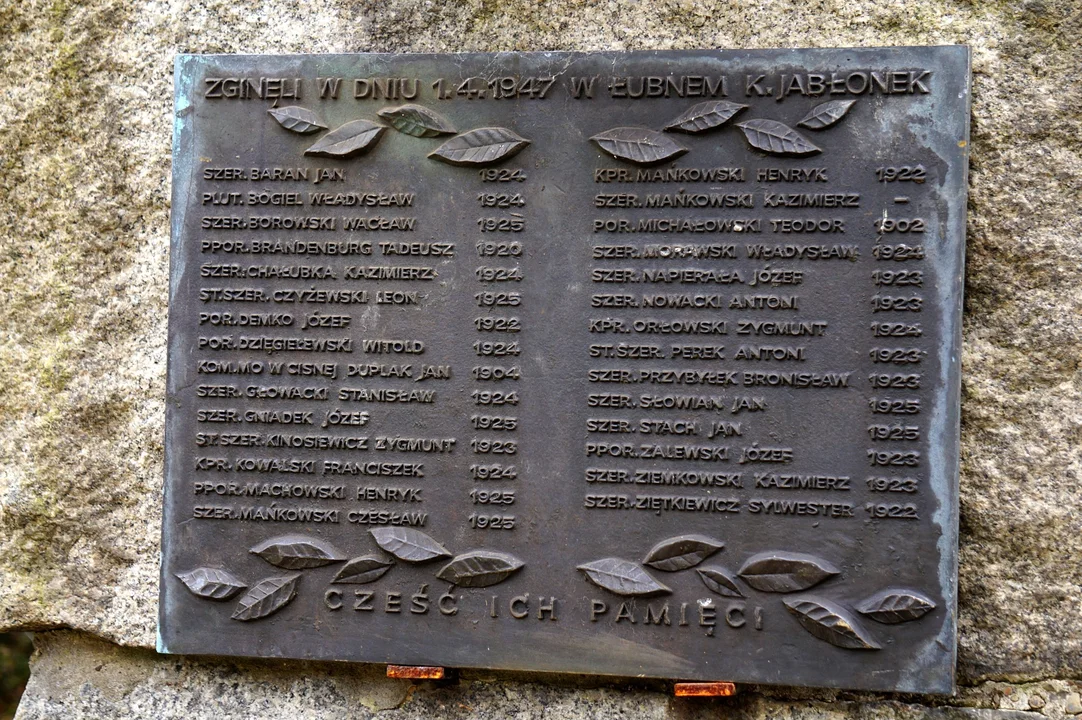 ZGINĘLI W DNIU 1.4.1947 W ŁUBNEM K. JABŁONEK
SZER. BARAN JAN 1924
PLUT. BOGIEL WŁADYSŁAW 1924
SZER. BOROWSKI WACŁAW 1925
PPOR. BRANDENBURG TADEUSZ 1920
SZER. CHAŁUBKA KAZIMIERZ 1924
ST.SZER. CZYŻEWSKI LEON 1925
POR. DEMKO JÓZEF 1922
POR. DZIĘGIELEWSKI WITOLD 1924
KOM.MO W CISNEJ DUPLAK JAN 1904
SZER. GŁOWACKI STANISŁAW 1924
SZER. GNIADEK JÓZEF 1925
ST.SZER. KINOSIEWICZ ZYGMUNT 1923
KPR. KOWALSKI FRANCISZEK 1924
PPOR. MACHOWSKI HENRYK 1925
SZER. MAŃKOWSKI CZESŁAW 1925
KPR. MAŃKOWSKI HENRYK 1922
SZER. MAŃKOWSKI KAZIMIERZ –
POR. MICHAŁOWSKI TEODOR 1902
SZER. MORAWSKI WŁADYSŁAW 1924
SZER. NAPIERAŁA JÓZEF 1923
SZER. NOWACKI ANTONI 1923
KPR. ORŁOWSKI ZYGMUNT 1924
ST.SZER. PEREK ANTONI 1923
SZER. PRZYBYŁEK BRONISŁAW 1923
SZER. SŁOWIAN JAN 1925
SZER. STACH JAN 1925
PPOR. ZALEWSKI JÓZEF 1923
SZER. ZIEMKOWSKI KAZIMIERZ 1923
SZER. ZIĘTKIEWICZ SYLWESTER 1922
CZEŚĆ ICH PAMIĘCI